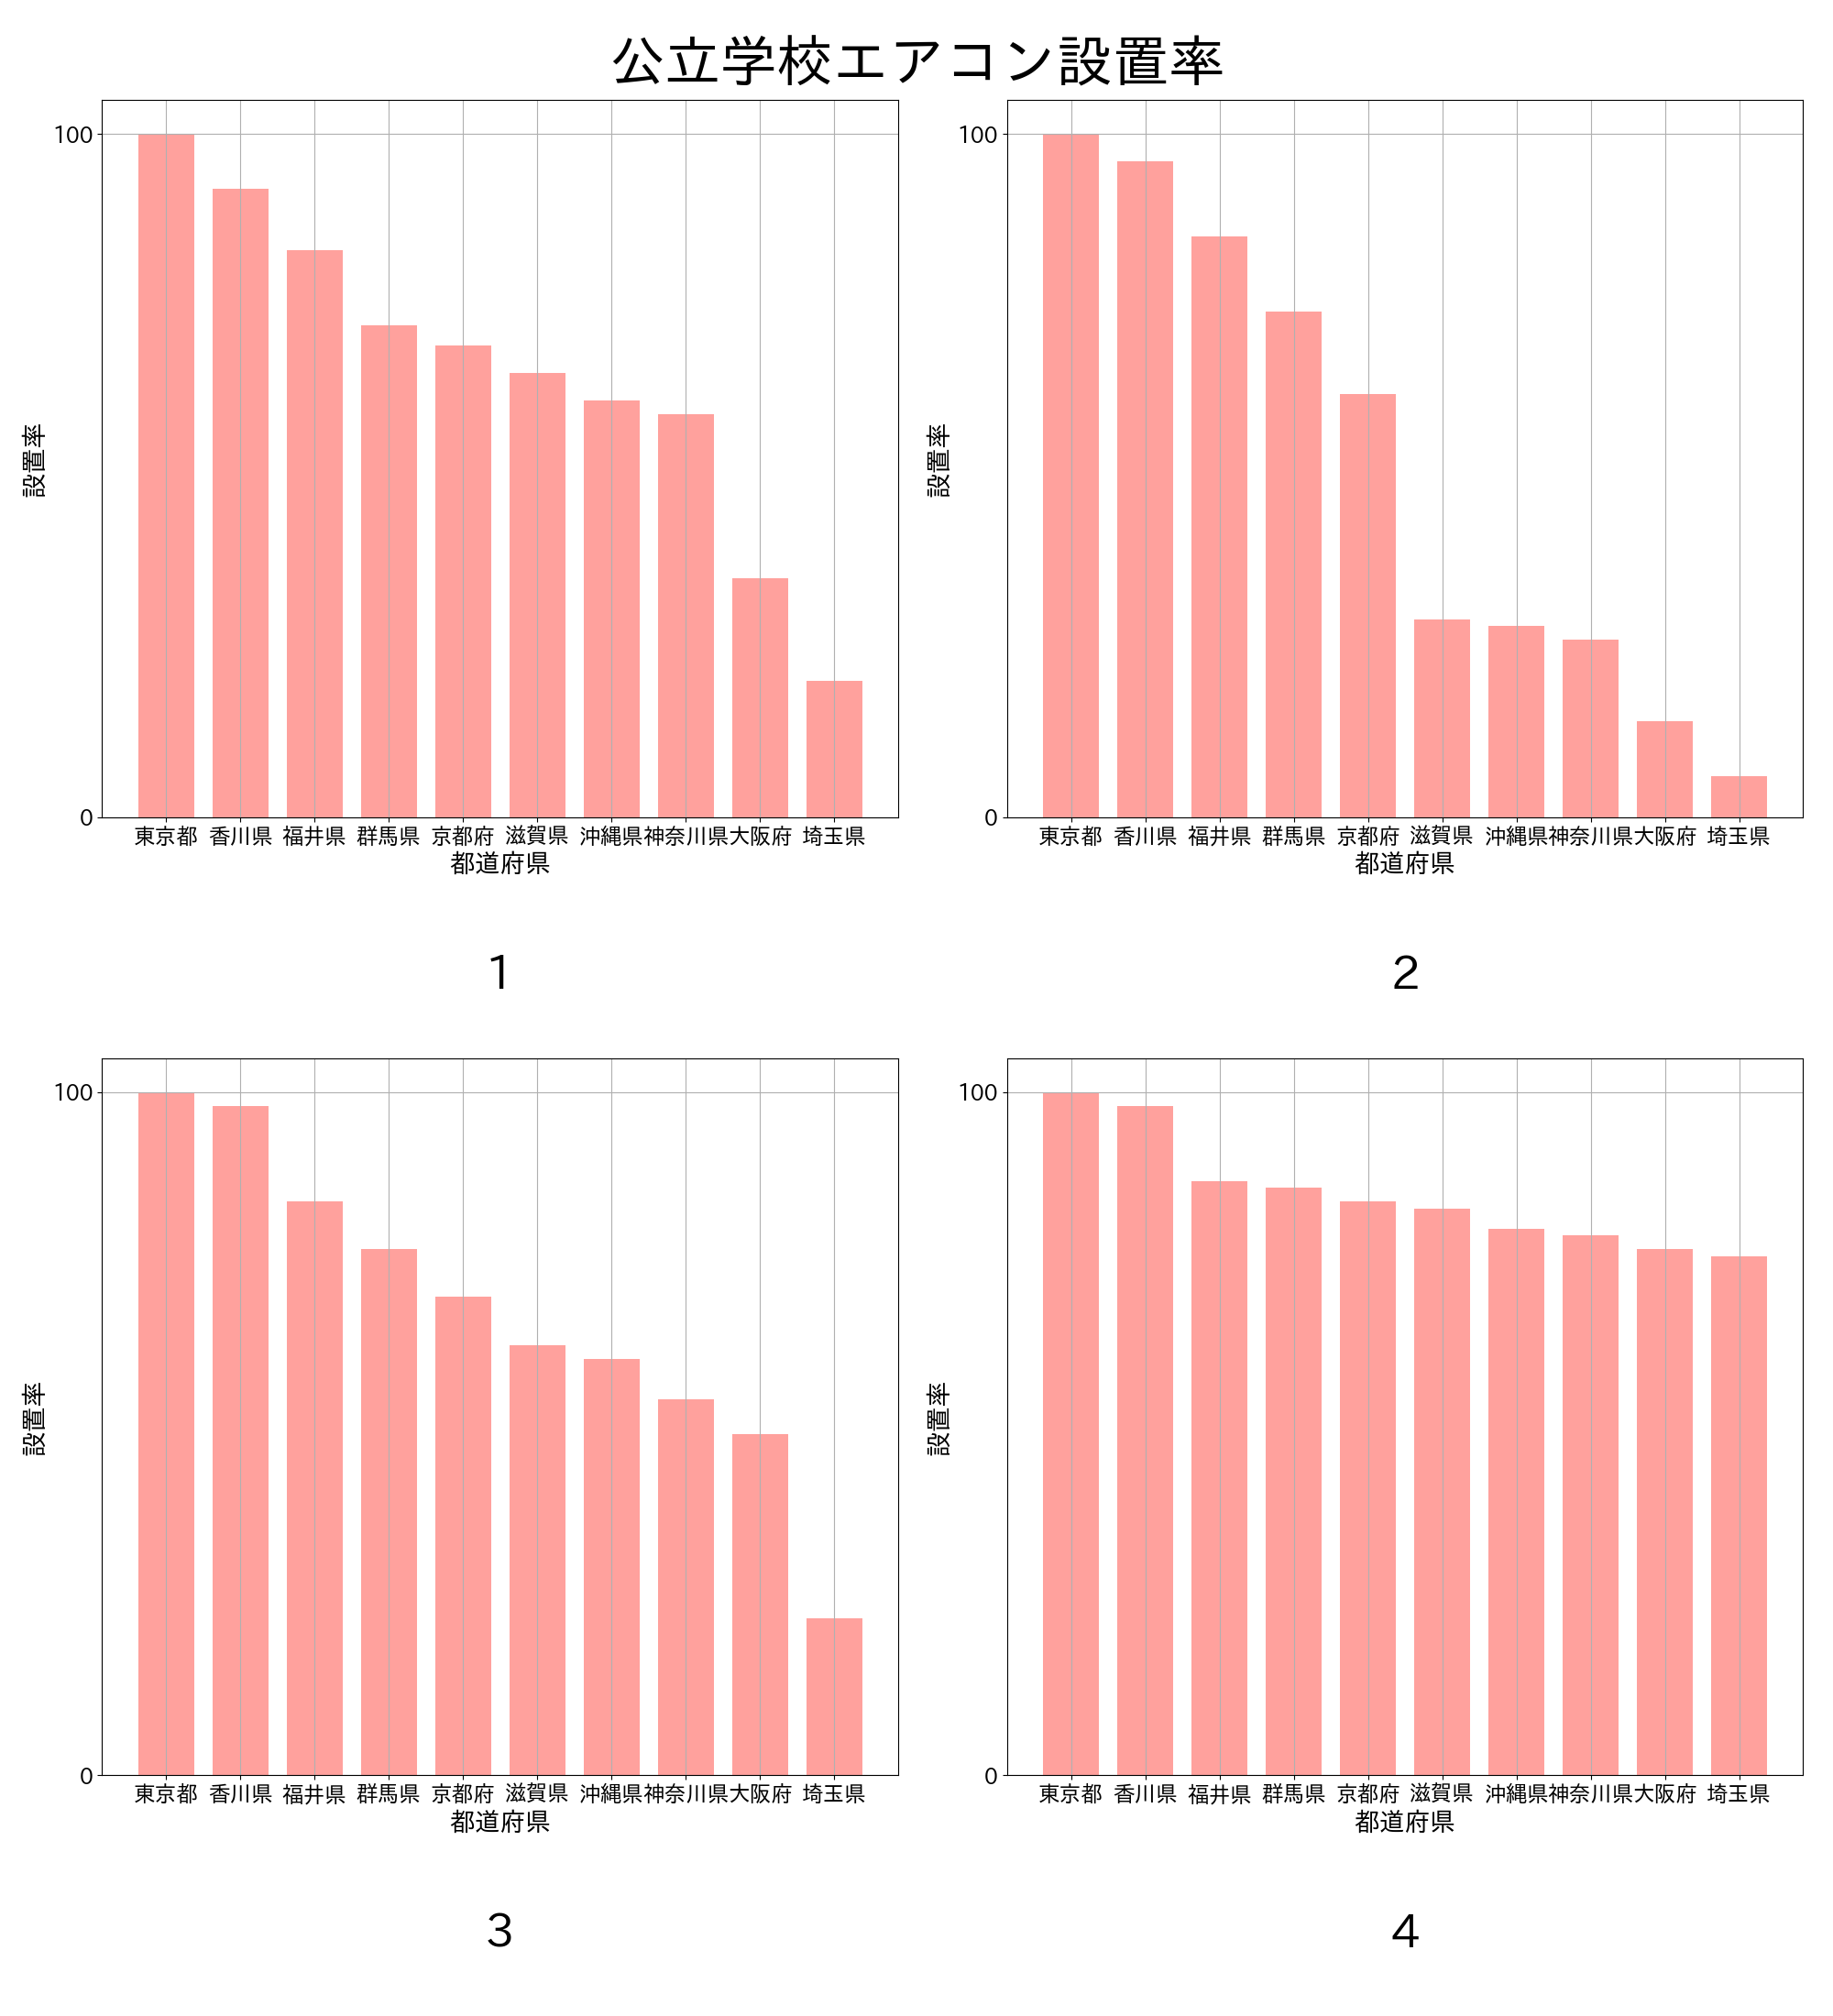 公立学校エアコン設置率
100
0
設置率
東京都 香川県 福井県 群馬県 京都府 滋賀県 沖縄県 神奈川県 大阪府 埼玉県
都道府県
1
100
0
設置率
東京都 香川県 福井県 群馬県 京都府 滋賀県 沖縄県 神奈川県 大阪府 埼玉県
都道府県
2
100
0
設置率
東京都 香川県 福井県 群馬県 京都府 滋賀県 沖縄県 神奈川県 大阪府 埼玉県
都道府県
3
100
0
設置率
東京都 香川県 福井県 群馬県 京都府 滋賀県 沖縄県 神奈川県 大阪府 埼玉県
都道府県
4